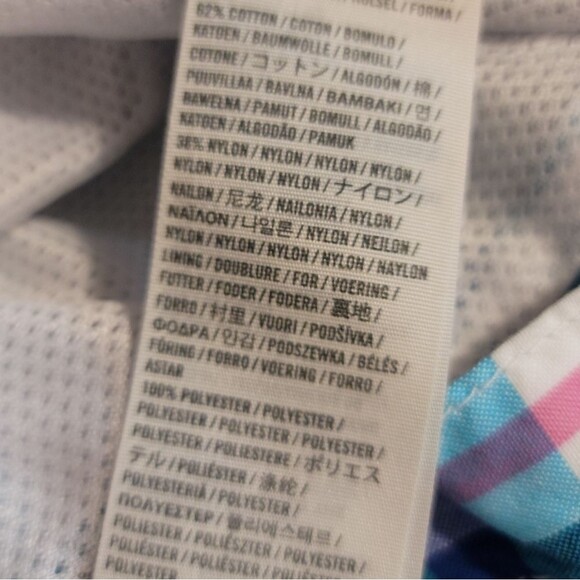 / FORMA /
62% COTTON / COTON / BOMULD /
KATOEN / BAUMWOLLE / BOMULL /
COTONE / コットン / ALGODÓN / 棉 /
PUUVILLAA / BAVLNA / BAMBAKI / 면 /
BAWEŁNA / PAMUT / BOMULL / ALGODÃO /
KATOEN / ALGODÃO / PAMUK
38% NYLON / NYLON / NYLON / NYLON /
NYLON / NYLON / NYLON / ナイロン /
NAILON / 尼龙 / NAILONIA / NYLON /
ΝΑΪΛΟΝ / 나일론 / NYLON / NEJLON /
NYLON / NYLON / NYLON / NYLON / NAYLON
LINING / DOUBLURE / FOR / VOERING /
FUTTER / FODER / FODERA / 裏地 /
FORRO / 衬里 / VUORI / PODŠÍVKA /
ΦΟΔΡΑ / 안감 / PODSZEWKA / BÉLÉS /
FÔRING / FORRO / VOERING / FORRO /
ASTAR
100% POLYESTER / POLYESTER /
POLYESTER / POLYESTER / POLYESTER /
POLYESTER / POLIESTERE / ポリエス
テル / POLIÉSTER / 涤纶 /
POLYESTERIÄ / POLYESTER /
ΠΟΛΥΕΣΤΕΡ / 폴리에스테르 /
POLIESTER / POLIÉSZTER / POLYESTER /
POLIÉSTER / POLIÉSTER / POLYESTER